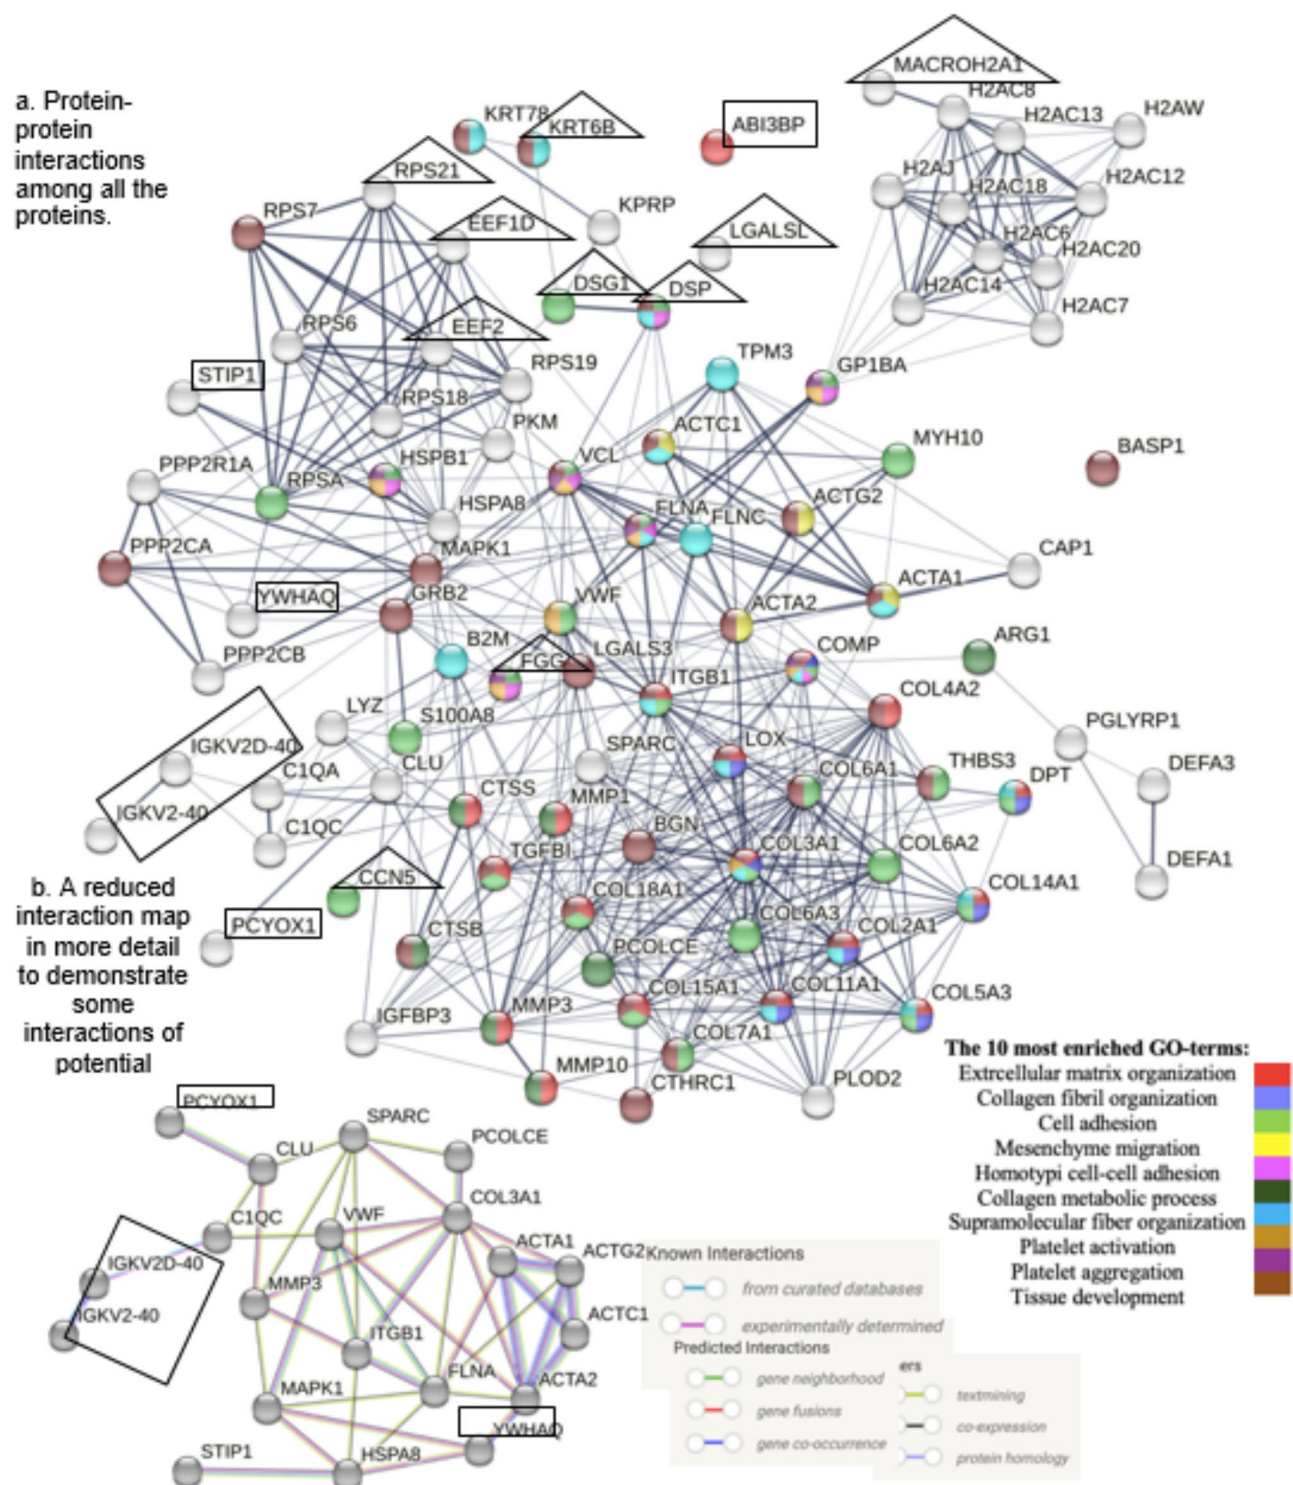 a. Protein-
protein
interactions
among all the
proteins.
MACROH2A1
H2AC8
H2AC13
H2AW
KRT78
KRT6B
ABI3BP
RPS21
H2AJ
H2AC18
H2AC12
RPS7
EEF1D
KPRP
LGALSL
H2AC6
H2AC20
DSG1
DSP
H2AC14
H2AC7
RPS6
EEF2
RPS19
TPM3
GP1BA
STIP1
RPS18
PKM
ACTC1
MYH10
BASP1
PPP2R1A
RPSA
HSPB1
VCL
HSPA8
FLNA
FLNC
ACTG2
PPP2CA
MAPK1
CAP1
YWHAQ
GRB2
VWF
ACTA2
ACTA1
PPP2CB
B2M
FGG
LGALS3
ITGB1
COMP
ARG1
COL4A2
LYZ
S100A8
SPARC
LOX
PGLYRP1
IGKV2D-40
C1QA
CLU
CTSS
MMP1
COL6A1
THBS3
DPT
DEFA3
IGKV2-40
C1QC
TGFBI
BGN
COL3A1
COL6A2
DEFA1
COL14A1
b. A reduced
interaction map
in more detail
to demonstrate
some
interactions of
potential
CCN5
COL18A1
PCYOX1
CTSB
PCOLCE
COL6A3
COL2A1
IGFBP3
MMP3
COL15A1
COL11A1
COL5A3
COL7A1
MMP10
CTHRC1
PLOD2
The 10 most enriched GO-terms:
Extrcellular matrix organization
Collagen fibril organization
Cell adhesion
Mesenchyme migration
Homotypi cell-cell adhesion
Collagen metabolic process
Supramolecular fiber organization
Platelet activation
Platelet aggregation
Tissue development
PCYOX1
SPARC
CLU
PCOLCE
COL3A1
C1QC
VWF
ACTA1
ACTG2
IGKV2D-40
MMP3
IGKV2-40
ITGB1
ACTC1
MAPK1
FLNA
ACTA2
YWHAQ
STIP1
HSPA8
Known Interactions
from curated databases
experimentally determined
Predicted Interactions
gene neighborhood
gene fusions
gene co-occurrence
ers
textmining
co-expression
protein homology